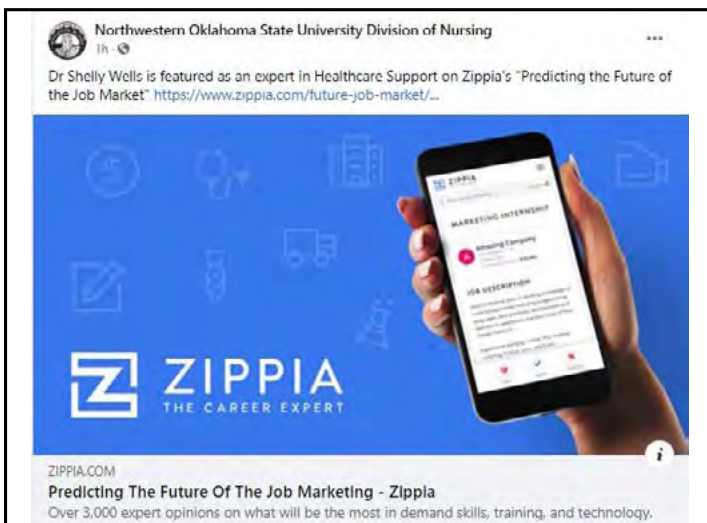 Northwestern Oklahoma State University Division of Nursing
1h ·
Dr Shelly Wells is featured as an expert in Healthcare Support on Zippia's "Predicting the Future of
the Job Market" https://www.zippia.com/future-job-market/...
ZIPPIA
MARKETING INTERNSHIP
Amazing Company
JOB DESCRIPTION
ZIPPIA
THE CAREER EXPERT
ZIPPIA.COM
Predicting The Future Of The Job Marketing - Zippia
Over 3,000 expert opinions on what will be the most in demand skills, training, and technology.